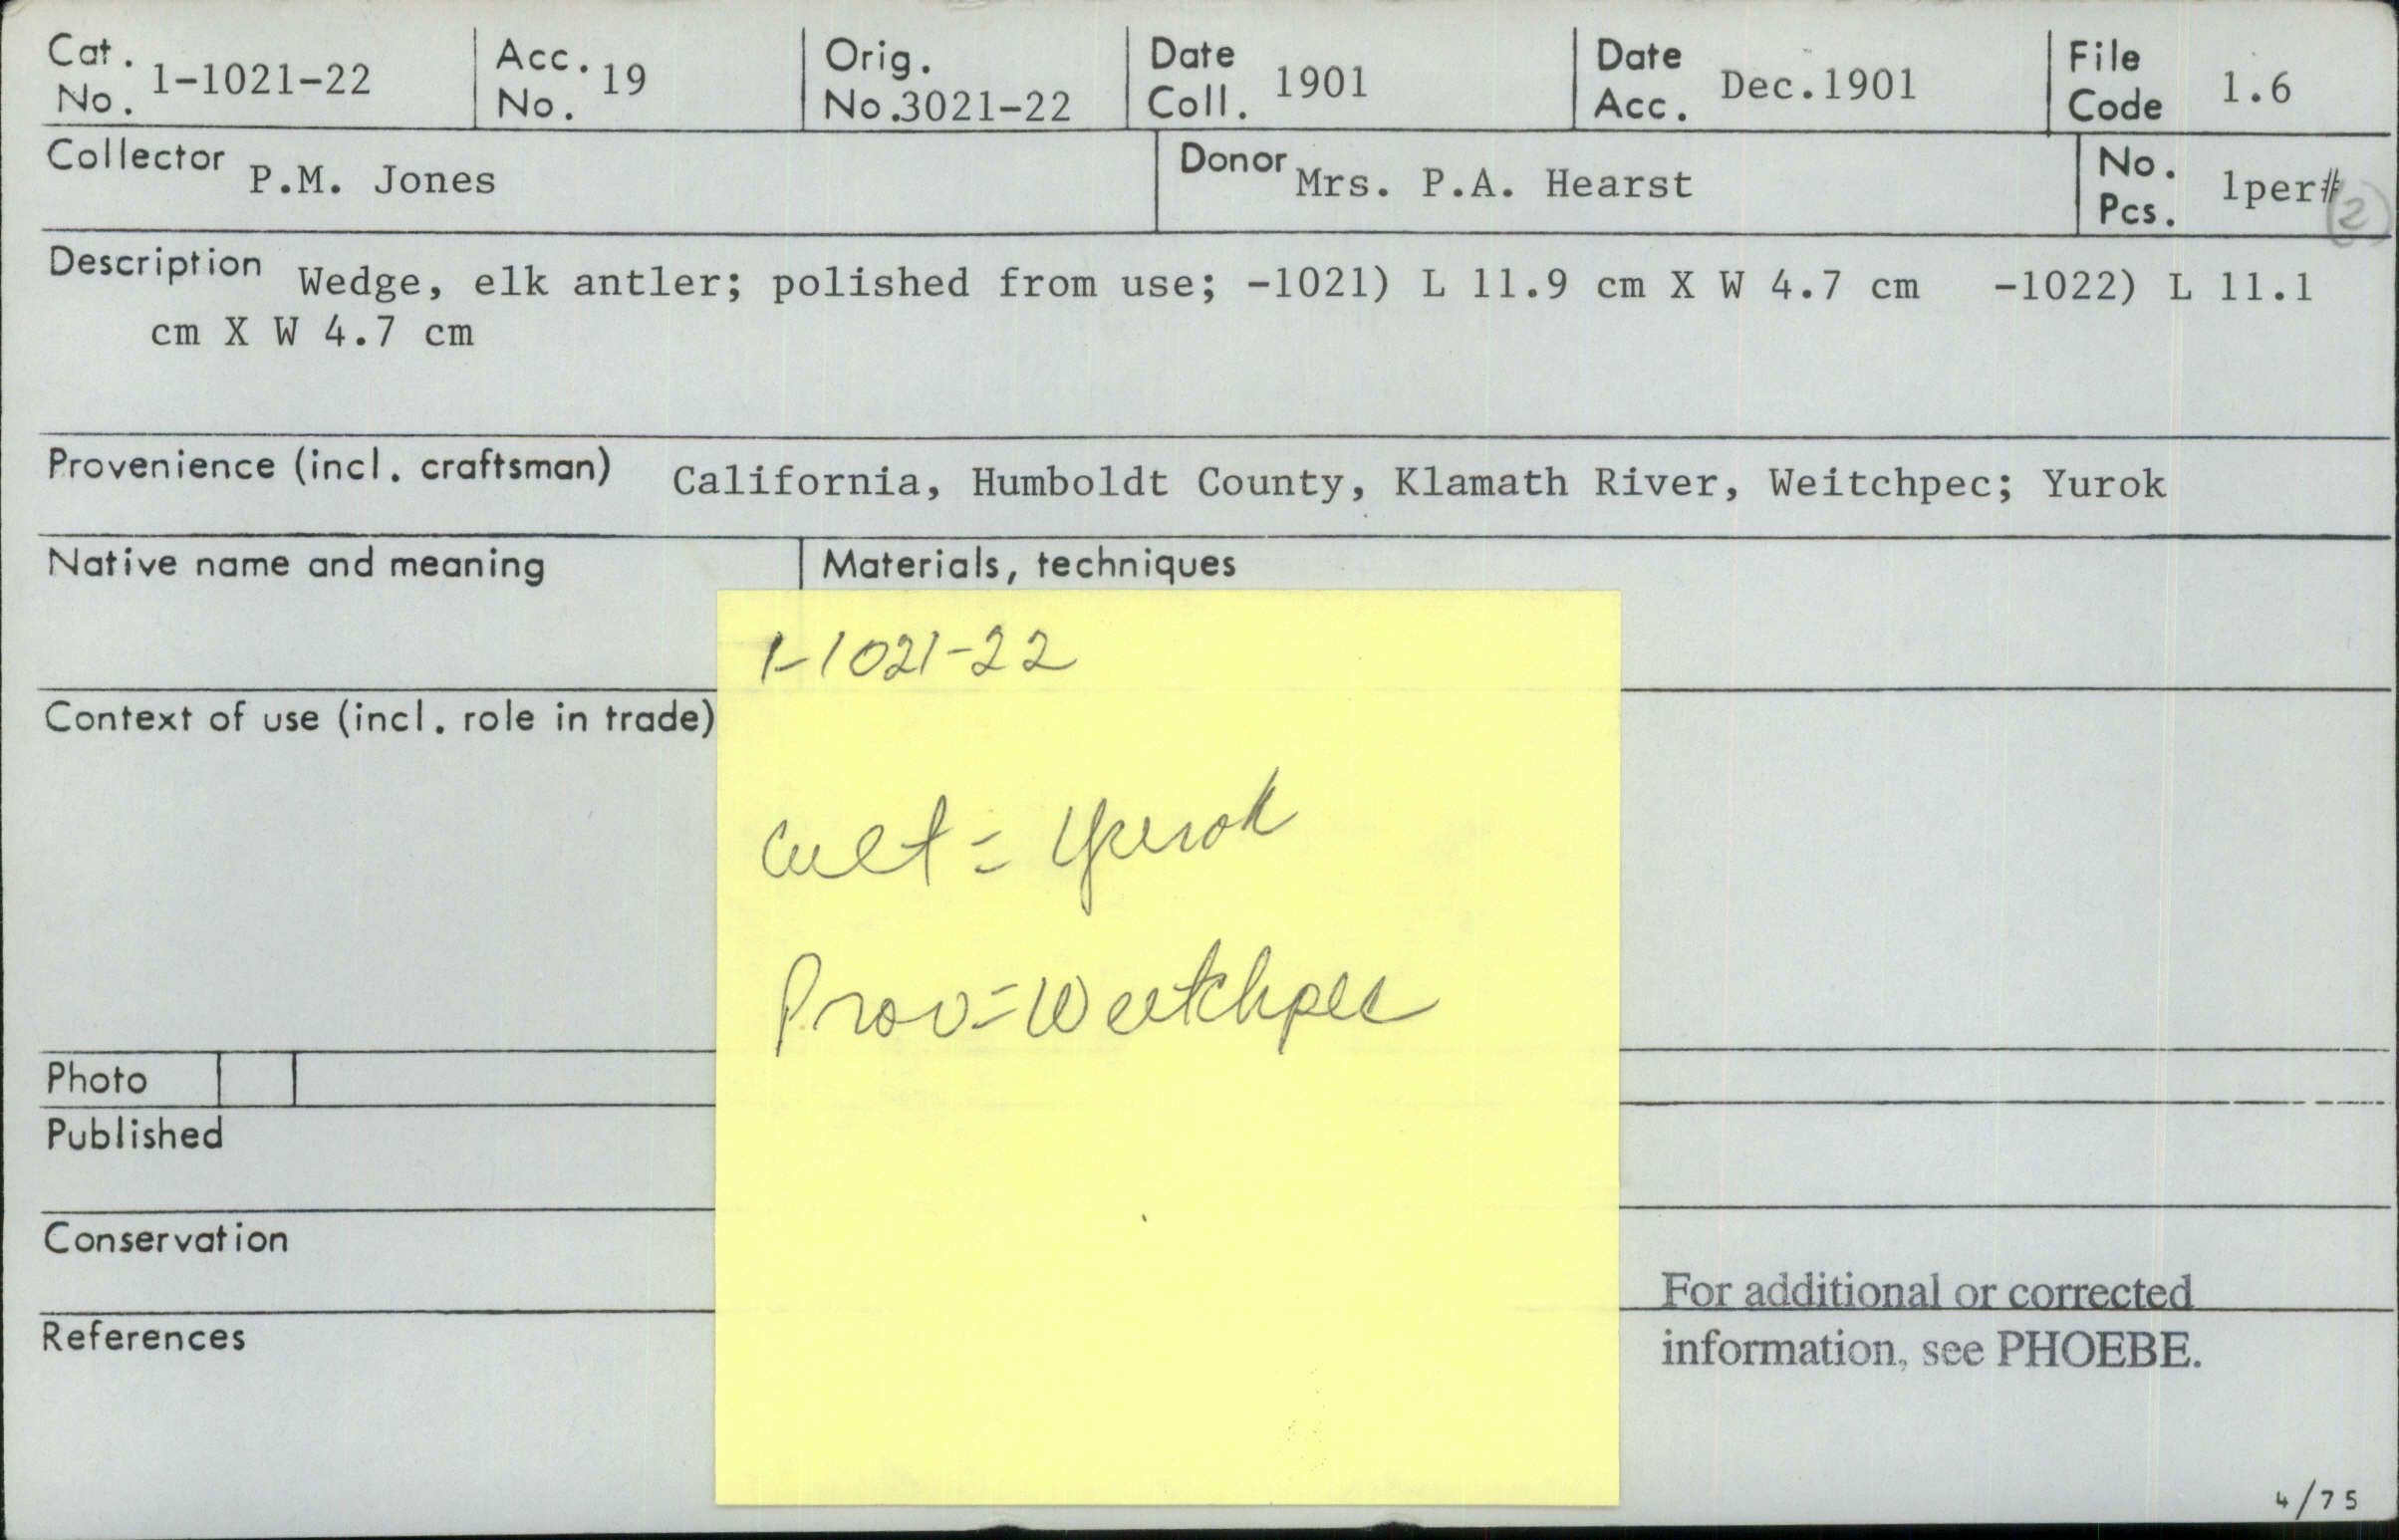 Cat. No. 1-1021-22 Acc. No. 19 Orig. No. 3021-22 Date Coll. 1901 Date Acc. Dec.1901 File Code 1.6
Collector P.M. Jones Donor Mrs. P.A. Hearst No. Pcs. 1per# 2
Description Wedge, elk antler; polished from use; -1021) L 11.9 cm X W 4.7 cm -1022) L 11.1
cm X W 4.7 cm
Provenience (incl. craftsman) California, Humboldt County, Klamath River, Weitchpec; Yurok
Native name and meaning Materials, techniques
1-1021-22
Context of use (incl. role in trade)
Cult = Yurok
Prov = Weitchpec
Photo
Published
Conservation
For additional or corrected
References
information, see PHOEBE.
4/75